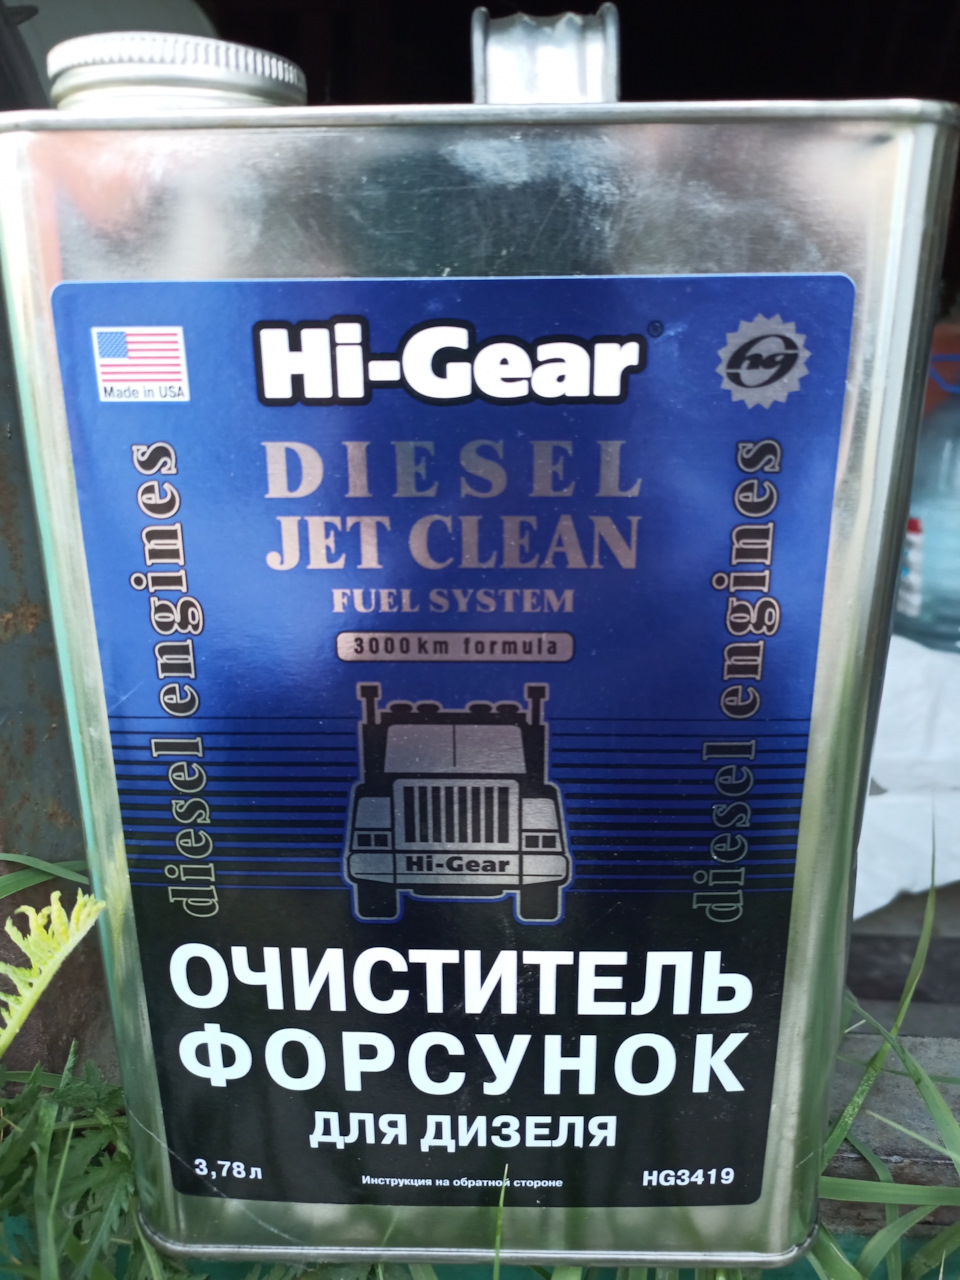 Hi-Gear®
Made in USA
hg
DIESEL
JET CLEAN
FUEL SYSTEM
3000 km formula
diesel engines
diesel engines
Hi-Gear
ОЧИСТИТЕЛЬ
ФОРСУНОК
ДЛЯ ДИЗЕЛЯ
3,78 л
Инструкция на обратной стороне
HG3419